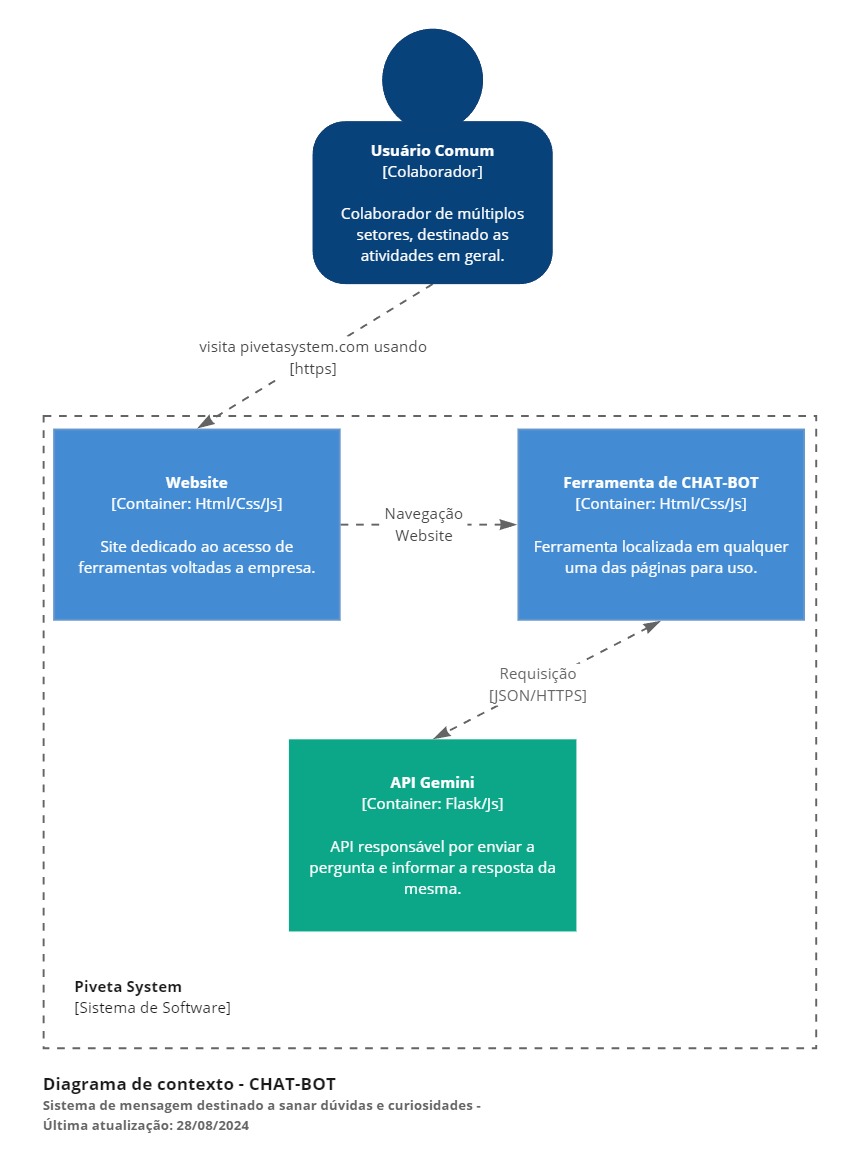 Usuário Comum
[Colaborador]
Colaborador de múltiplos
setores, destinado as
atividades em geral.
visita pivetasystem.com usando
[https]
Website
[Container: Html/Css/Js]
Site dedicado ao acesso de
ferramentas voltadas a empresa.
Navegação
Website
Ferramenta de CHAT-BOT
[Container: Html/Css/Js]
Ferramenta localizada em qualquer
uma das páginas para uso.
Requisição
[JSON/HTTPS]
API Gemini
[Container: Flask/Js]
API responsável por enviar a
pergunta e informar a resposta da
mesma.
Piveta System
[Sistema de Software]
Diagrama de contexto - CHAT-BOT
Sistema de mensagem destinado a sanar dúvidas e curiosidades -
Última atualização: 28/08/2024